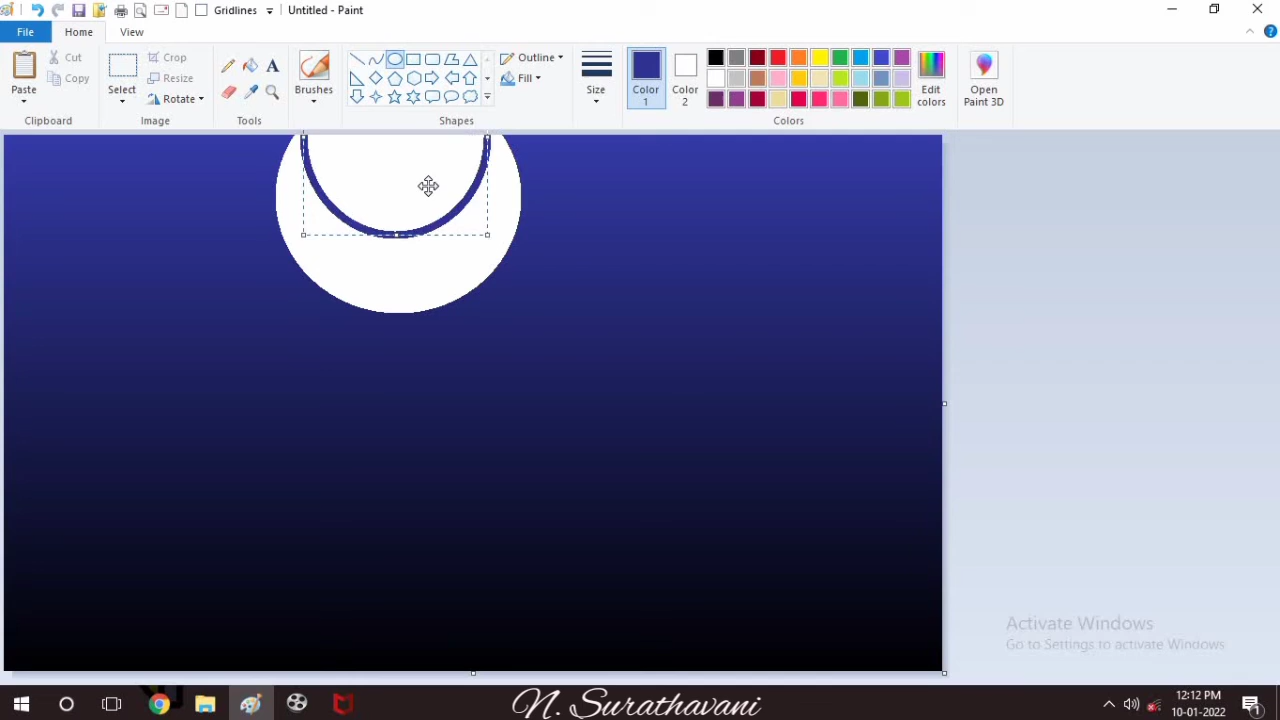 Gridlines
Untitled - Paint
File Home View
Paste
Cut
Copy
Clipboard
Select
Crop
Resize
Rotate
Image
Tools
Brushes
Shapes
Outline
Fill
Size
Color 1
Color 2
Edit colors
Colors
Open Paint 3D
Activate Windows
Go to Settings to activate Windows
N. Surathavani
12:12 PM
10-01-2022